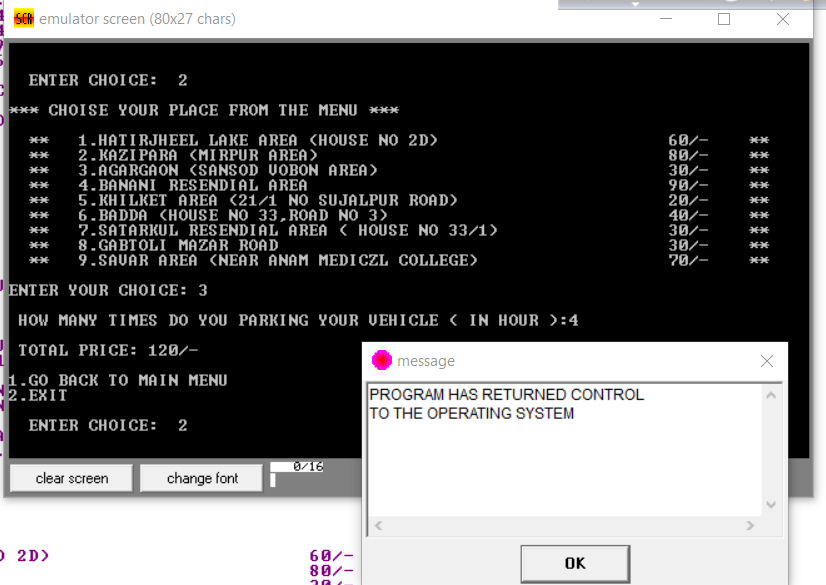 SCR emulator screen (80x27 chars)
ENTER CHOICE: 2
*** CHOISE YOUR PLACE FROM THE MENU ***
** 1.HATIRJHEEL LAKE AREA (HOUSE NO 2D) 60/- **
** 2.KAZIPARA (MIRPUR AREA) 80/- **
** 3.AGARGAON (SANSOD VOBON AREA) 30/- **
** 4.BANANI RESENDIAL AREA 90/- **
** 5.KHILKET AREA (21/1 NO SUJALPUR ROAD) 20/- **
** 6.BADDA (HOUSE NO 33,ROAD NO 3) 40/- **
** 7.SATARKUL RESENDIAL AREA ( HOUSE NO 33/1) 30/- **
** 8.GABTOLI MAZAR ROAD 30/- **
** 9.SAVAR AREA (NEAR ANAM MEDICZL COLLEGE) 70/- **
ENTER YOUR CHOICE: 3
HOW MANY TIMES DO YOU PARKING YOUR VEHICLE ( IN HOUR ):4
TOTAL PRICE: 120/-
1.GO BACK TO MAIN MENU
2.EXIT
ENTER CHOICE: 2
clear screen change font 0/16
message
PROGRAM HAS RETURNED CONTROL
TO THE OPERATING SYSTEM
OK
2D) 60/-
80/-